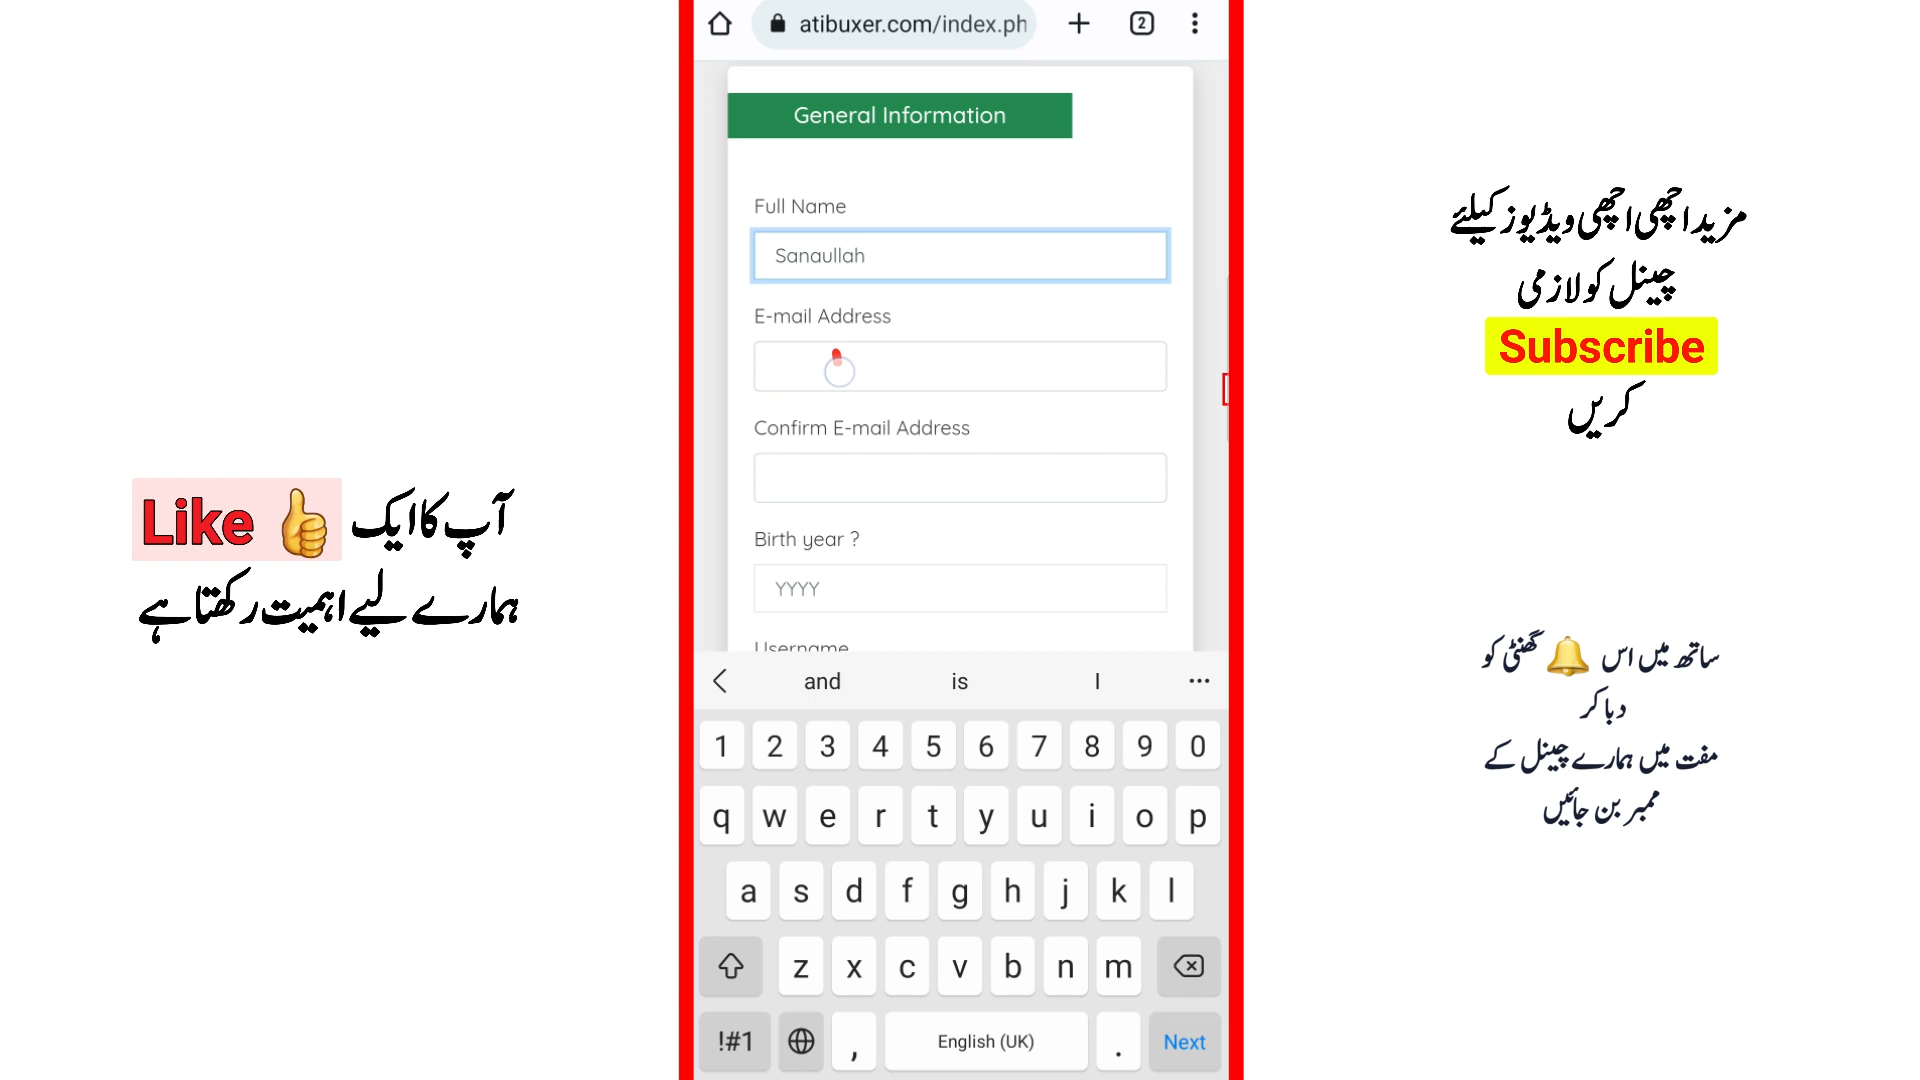 atibuxer.com/index.ph
2
General Information
Full Name
Sanaullah
E-mail Address
Confirm E-mail Address
Birth year ?
YYYY
Username
and is I
1 2 3 4 5 6 7 8 9 0
q w e r t y u i o p
a s d f g h j k l
z x c v b n m
!#1 , English (UK) . Next
آپ کا ایک 👍 Like
ہمارے لیے اہمیت رکھتا ہے
مزید اچھی اچھی ویڈیوز کیلئے
چینل کو لازمی
Subscribe
کریں
ساتھ میں اس 🔔 گھنٹی کو
دبا کر
مفت میں ہمارے چینل کے
ممبر بن جائیں